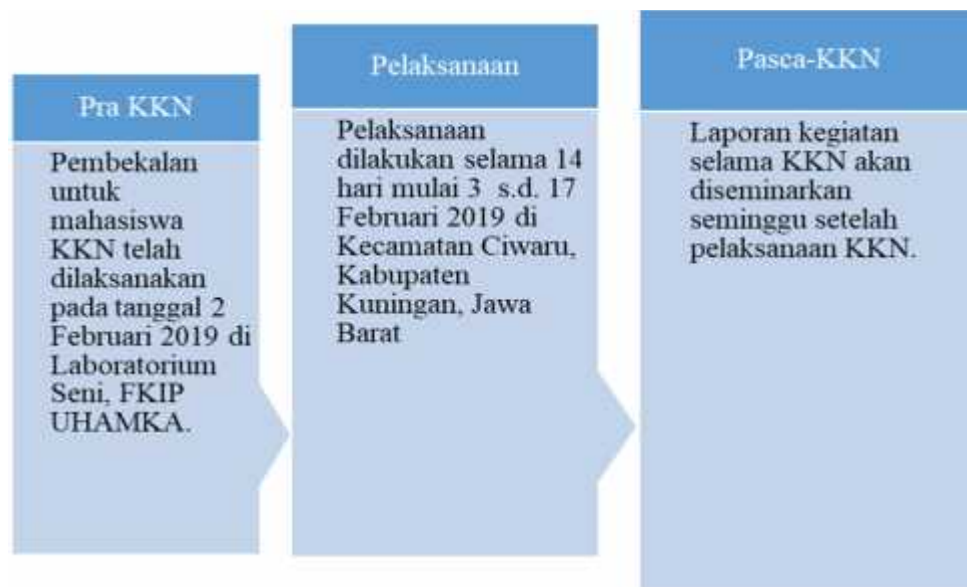 Pra KKN
Pembekalan
untuk
mahasiswa
KKN telah
dilaksanakan
pada tanggal 2
Februari 2019 di
Laboratorium
Seni, FKIP
UHAMKA.
Pelaksanaan
Pelaksanaan
dilakukan selama 14
hari mulai 3 s.d. 17
Februari 2019 di
Kecamatan Ciwaru,
Kabupaten
Kuningan, Jawa
Barat
Pasca-KKN
Laporan kegiatan
selama KKN akan
diseminarkan
seminggu setelah
pelaksanaan KKN.